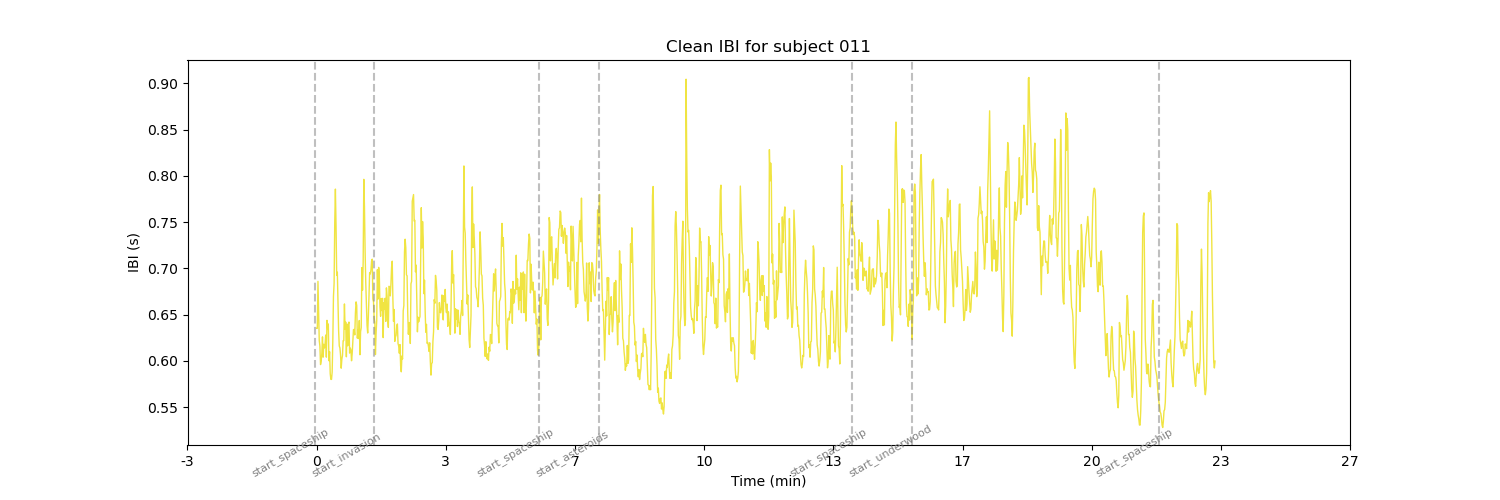 Clean IBI for subject 011
IBI (s)
0.90
0.85
0.80
0.75
0.70
0.65
0.60
0.55
start_spaceship
start_invasion
start_spaceship
start_asteroids
start_spaceship
start_underwood
start_spaceship
-3 0 3 7 10 13 17 20 23 27
Time (min)